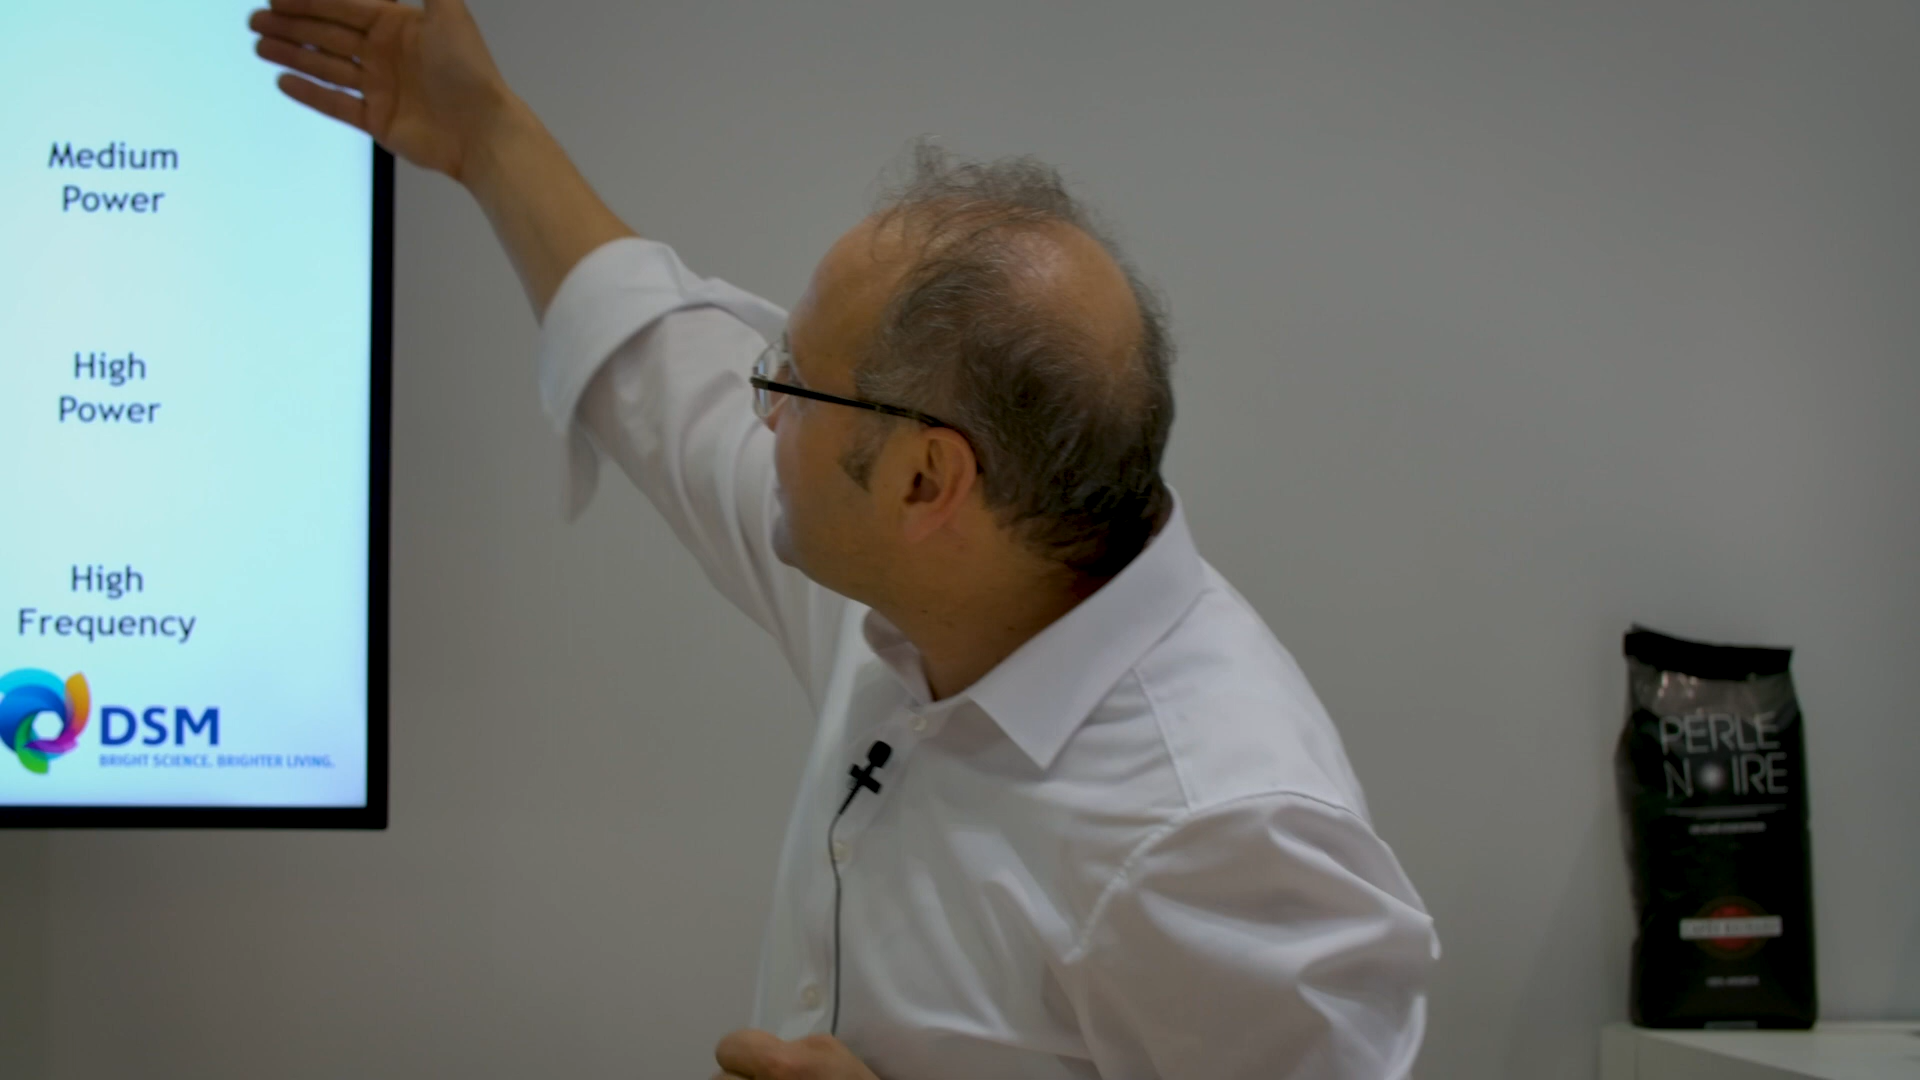 Medium
Power
High
Power
High
Frequency
DSM
BRIGHT SCIENCE. BRIGHTER LIVING.
PERLE
NOIRE